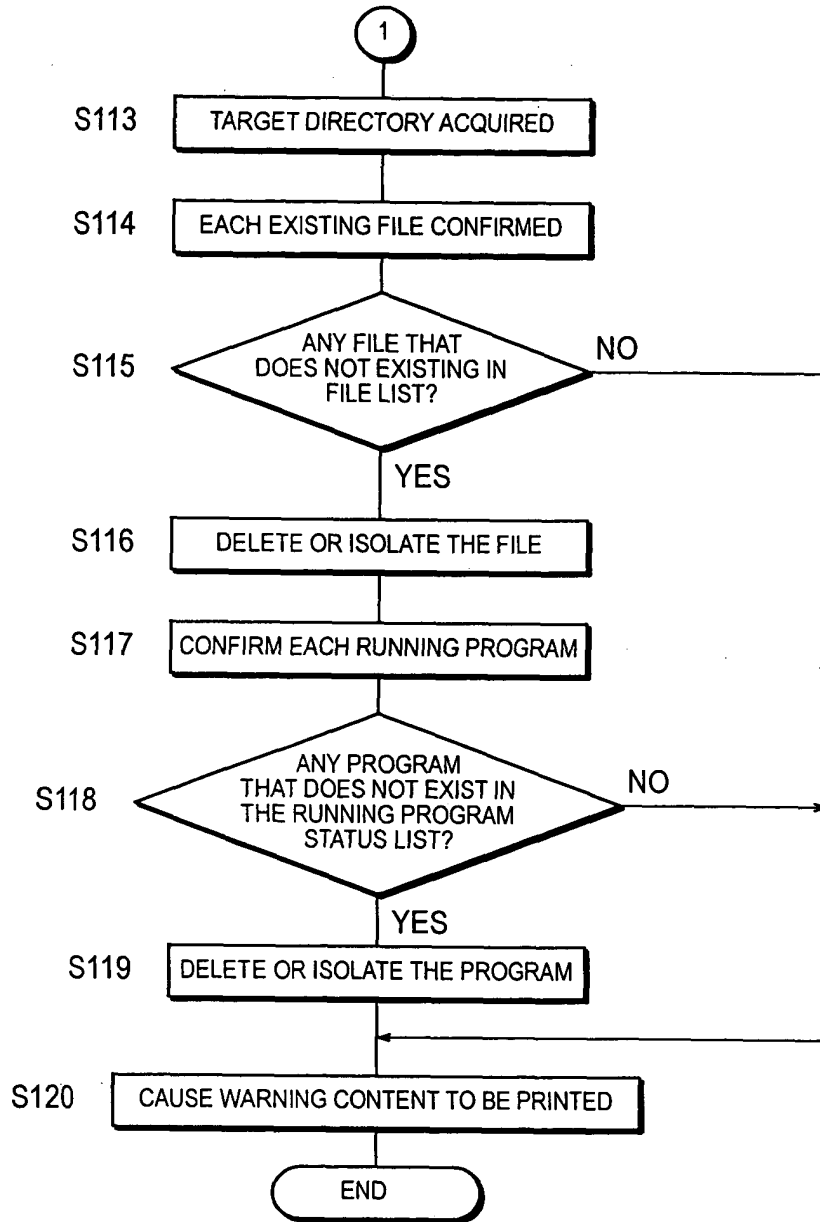 1
S113
TARGET DIRECTORY ACQUIRED
S114
EACH EXISTING FILE CONFIRMED
S115
ANY FILE THAT
DOES NOT EXISTING IN
FILE LIST?
NO
YES
S116
DELETE OR ISOLATE THE FILE
S117
CONFIRM EACH RUNNING PROGRAM
S118
ANY PROGRAM
THAT DOES NOT EXIST IN
THE RUNNING PROGRAM
STATUS LIST?
NO
YES
S119
DELETE OR ISOLATE THE PROGRAM
S120
CAUSE WARNING CONTENT TO BE PRINTED
END